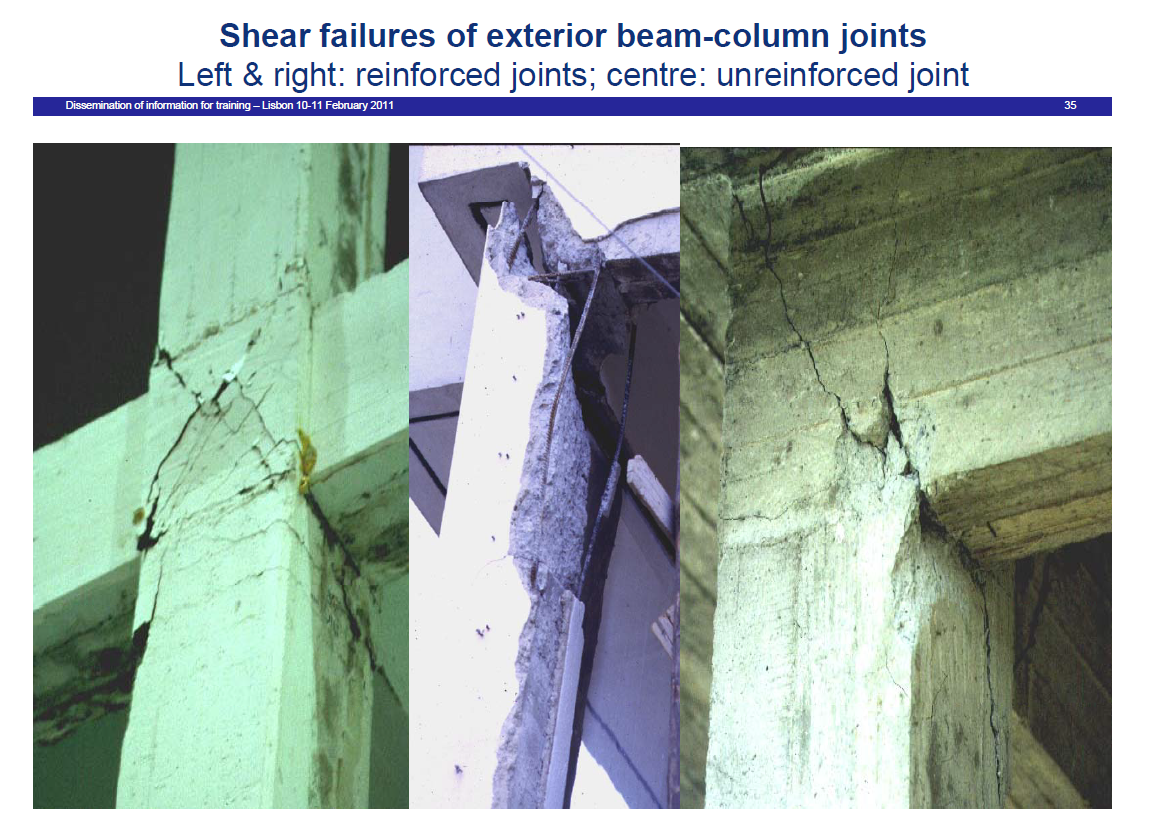 Shear failures of exterior beam-column joints
Left & right: reinforced joints; centre: unreinforced joint
Dissemination of information for training – Lisbon 10-11 February 2011 35